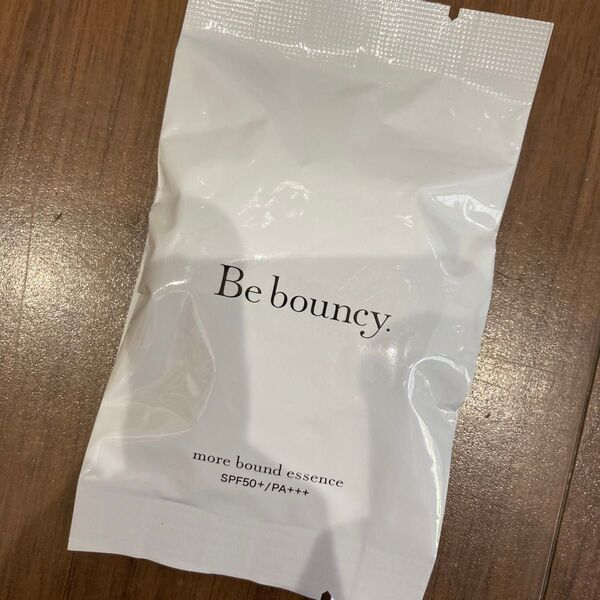 Be bouncy.
more bound essence
SPF50+/PA+++